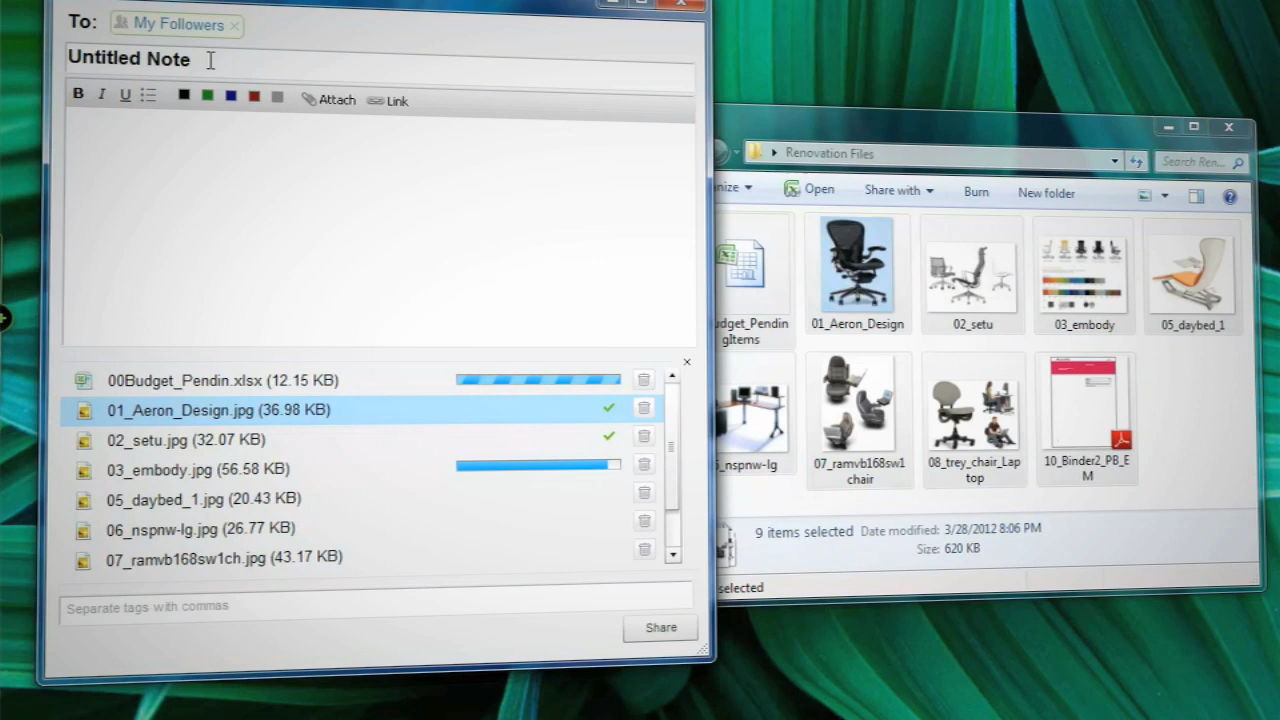 To: My Followers
Untitled Note
B I U Attach Link
00Budget_Pendin.xlsx (12.15 KB)
01_Aeron_Design.jpg (36.98 KB)
02_setu.jpg (32.07 KB)
03_embody.jpg (56.58 KB)
05_daybed_1.jpg (20.43 KB)
06_nspnw-lg.jpg (26.77 KB)
07_ramvb168sw1ch.jpg (43.17 KB)
Separate tags with commas
Share
Renovation Files
Search Ren...
nize Open Share with Burn New folder
udget_Pendin
gItems
01_Aeron_Design
02_setu
03_embody
05_daybed_1
_nspnw-lg
07_ramvb168sw1
chair
08_trey_chair_Lap
top
10_Binder2_PB_E
M
9 items selected Date modified: 3/28/2012 8:06 PM
Size: 620 KB
selected